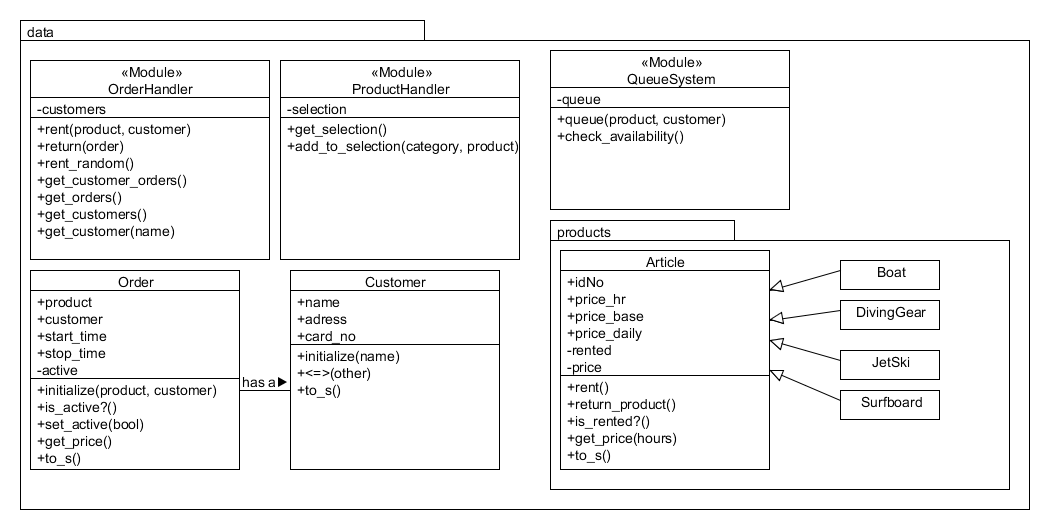 data
«Module»
OrderHandler
-customers
+rent(product, customer)
+return(order)
+rent_random()
+get_customer_orders()
+get_orders()
+get_customers()
+get_customer(name)
«Module»
ProductHandler
-selection
+get_selection()
+add_to_selection(category, product)
«Module»
QueueSystem
-queue
+queue(product, customer)
+check_availability()
Order
+product
+customer
+start_time
+stop_time
-active
+initialize(product, customer)
+is_active?()
+set_active(bool)
+get_price()
+to_s()
has a
Customer
+name
+adress
+card_no
+initialize(name)
+<=>(other)
+to_s()
products
Article
+idNo
+price_hr
+price_base
+price_daily
-rented
-price
+rent()
+return_product()
+is_rented?()
+get_price(hours)
+to_s()
Boat
DivingGear
JetSki
Surfboard